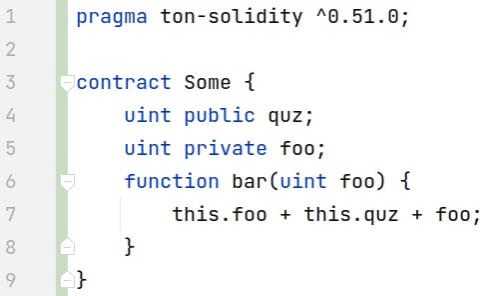 1 pragma ton-solidity ^0.51.0;
2
3 contract Some {
4     uint public quz;
5     uint private foo;
6     function bar(uint foo) {
7         this.foo + this.quz + foo;
8     }
9 }